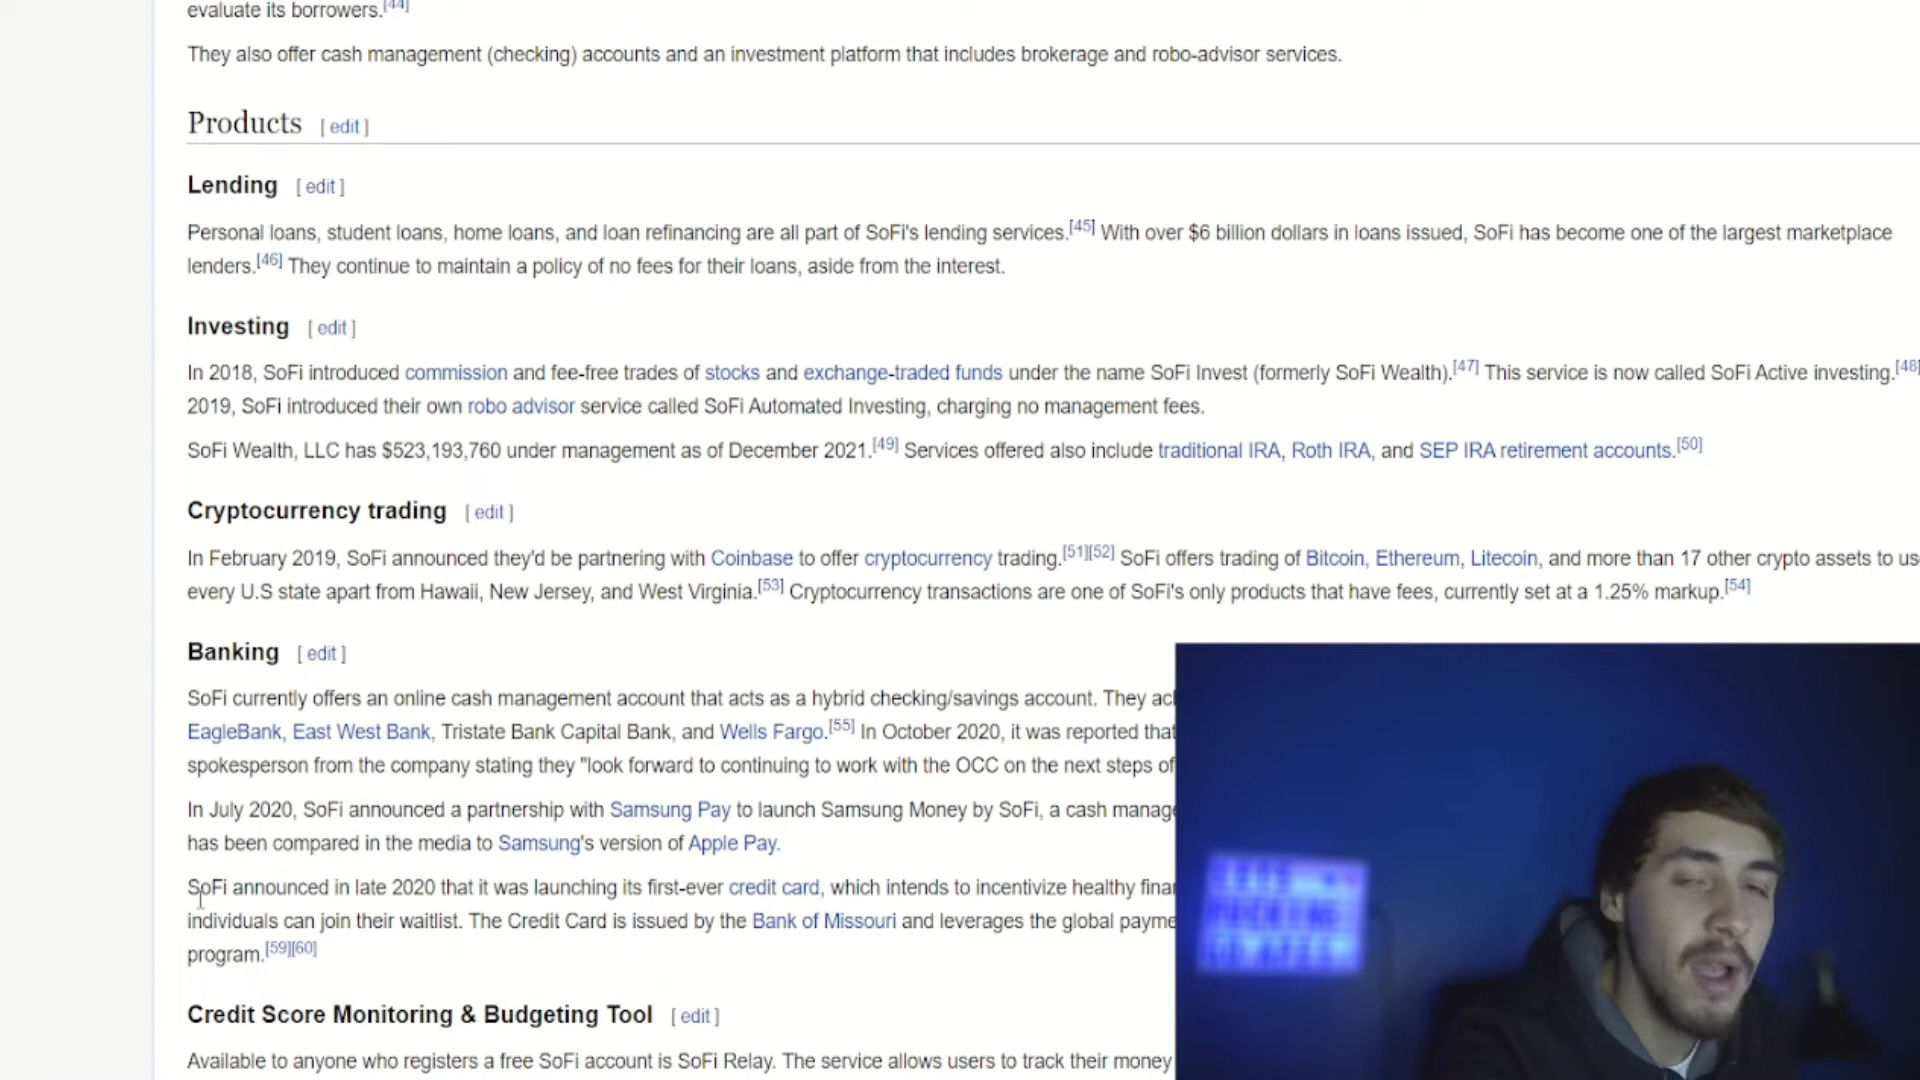 evaluate its borrowers.[44]
They also offer cash management (checking) accounts and an investment platform that includes brokerage and robo-advisor services.
Products [ edit ]
Lending [ edit ]
Personal loans, student loans, home loans, and loan refinancing are all part of SoFi's lending services.[45] With over $6 billion dollars in loans issued, SoFi has become one of the largest marketplace
lenders.[46] They continue to maintain a policy of no fees for their loans, aside from the interest.
Investing [ edit ]
In 2018, SoFi introduced commission and fee-free trades of stocks and exchange-traded funds under the name SoFi Invest (formerly SoFi Wealth).[47] This service is now called SoFi Active investing.[48]
2019, SoFi introduced their own robo advisor service called SoFi Automated Investing, charging no management fees.
SoFi Wealth, LLC has $523,193,760 under management as of December 2021.[49] Services offered also include traditional IRA, Roth IRA, and SEP IRA retirement accounts.[50]
Cryptocurrency trading [ edit ]
In February 2019, SoFi announced they'd be partnering with Coinbase to offer cryptocurrency trading.[51][52] SoFi offers trading of Bitcoin, Ethereum, Litecoin, and more than 17 other crypto assets to us
every U.S state apart from Hawaii, New Jersey, and West Virginia.[53] Cryptocurrency transactions are one of SoFi's only products that have fees, currently set at a 1.25% markup.[54]
Banking [ edit ]
SoFi currently offers an online cash management account that acts as a hybrid checking/savings account. They
EagleBank, East West Bank, Tristate Bank Capital Bank, and Wells Fargo.[55] In October 2020, it was reported that
spokesperson from the company stating they "look forward to continuing to work with the OCC on the next steps of
In July 2020, SoFi announced a partnership with Samsung Pay to launch Samsung Money by SoFi, a cash manage
has been compared in the media to Samsung's version of Apple Pay.
SoFi announced in late 2020 that it was launching its first-ever credit card, which intends to incentivize healthy finan
individuals can join their waitlist. The Credit Card is issued by the Bank of Missouri and leverages the global payme
program.[59][60]
Credit Score Monitoring & Budgeting Tool [ edit ]
Available to anyone who registers a free SoFi account is SoFi Relay. The service allows users to track their money